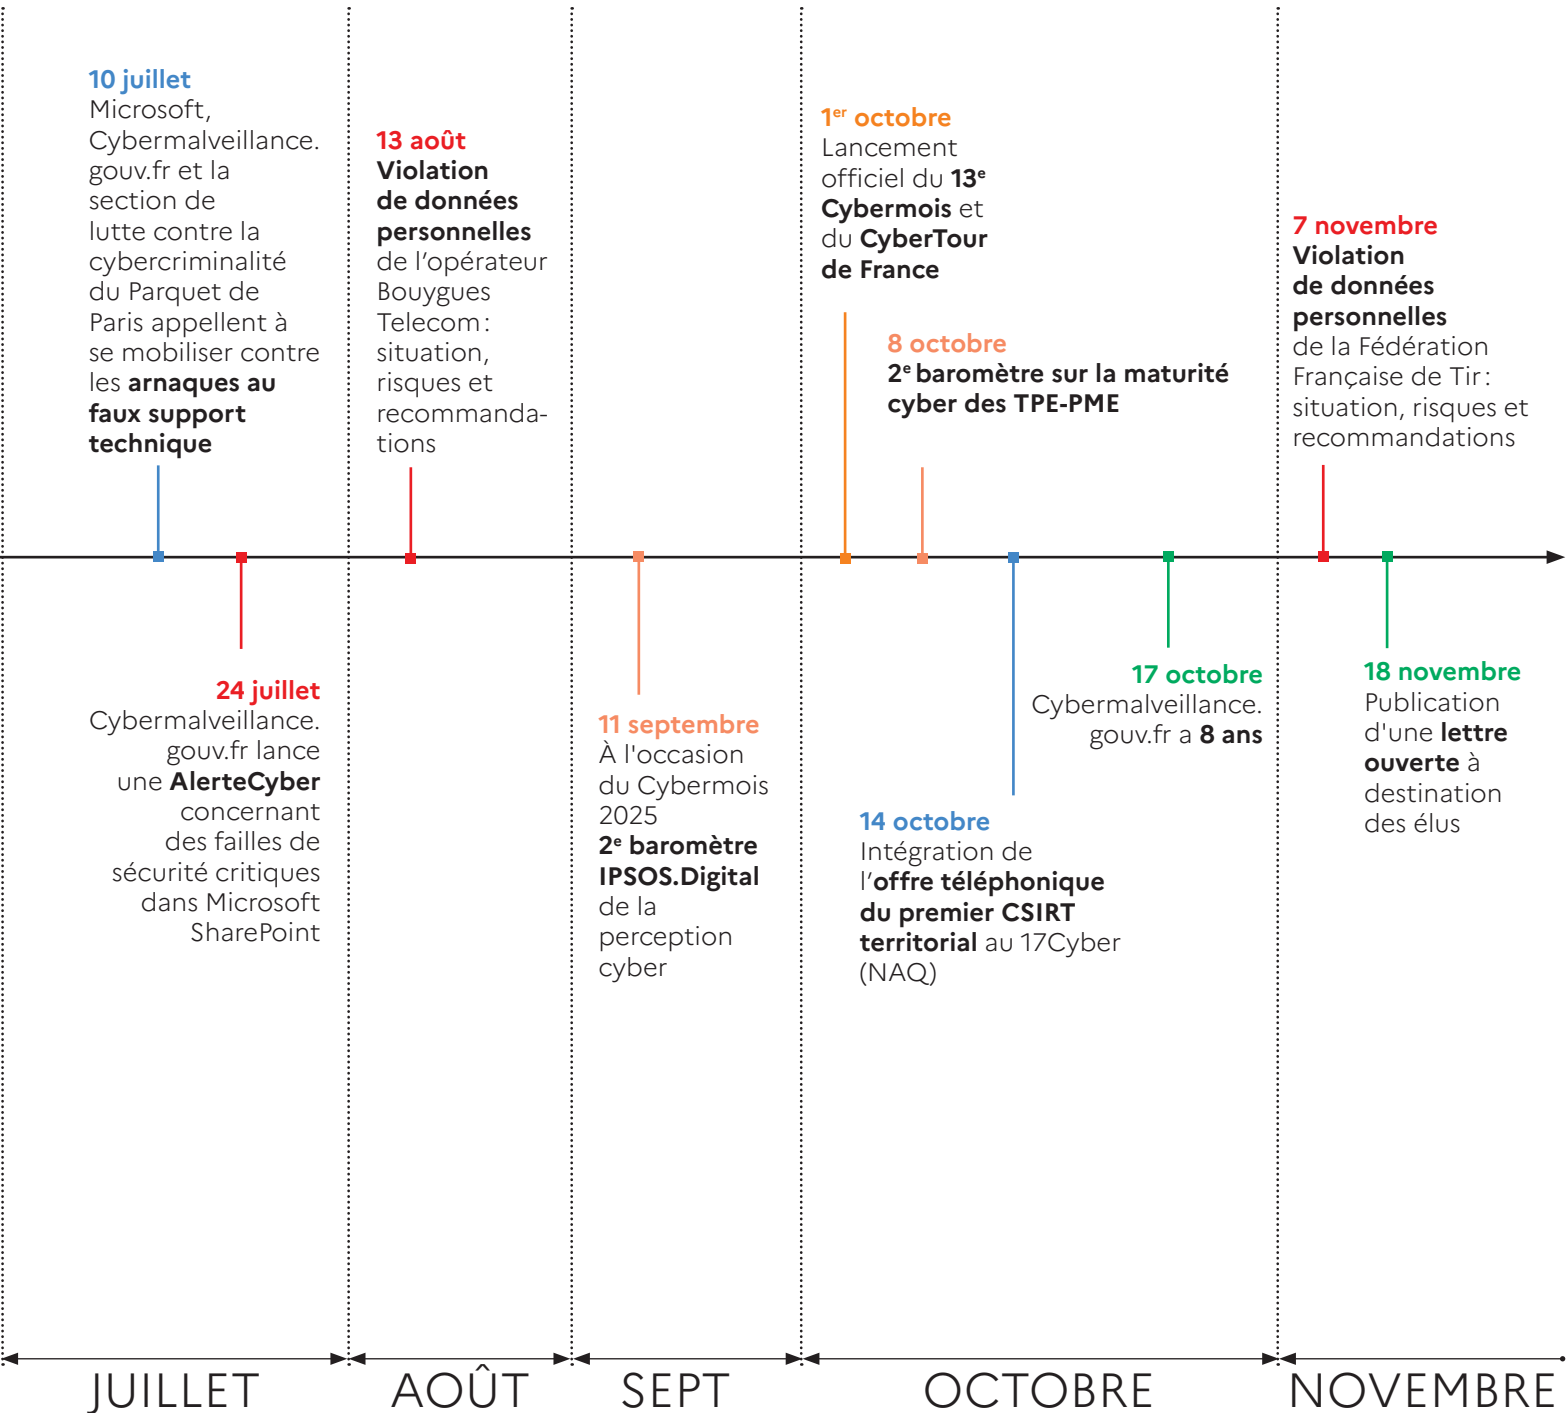 10 juillet
Microsoft,
Cybermalveillance.
gouv.fr et la
section de
lutte contre la
cybercriminalité
du Parquet de
Paris appellent à
se mobiliser contre
les arnaques au
faux support
technique
24 juillet
Cybermalveillance.
gouv.fr lance
une AlerteCyber
concernant
des failles de
sécurité critiques
dans Microsoft
SharePoint
13 août
Violation
de données
personnelles
de l’opérateur
Bouygues
Telecom :
situation,
risques et
recommanda-
tions
11 septembre
À l'occasion
du Cybermois
2025
2e baromètre
IPSOS.Digital
de la
perception
cyber
1er octobre
Lancement
officiel du 13e
Cybermois et
du CyberTour
de France
8 octobre
2e baromètre sur la maturité
cyber des TPE-PME
14 octobre
Intégration de
l’offre téléphonique
du premier CSIRT
territorial au 17Cyber
(NAQ)
17 octobre
Cybermalveillance.
gouv.fr a 8 ans
7 novembre
Violation
de données
personnelles
de la Fédération
Française de Tir :
situation, risques et
recommandations
18 novembre
Publication
d'une lettre
ouverte à
destination
des élus
JUILLET
AOÛT
SEPT
OCTOBRE
NOVEMBRE